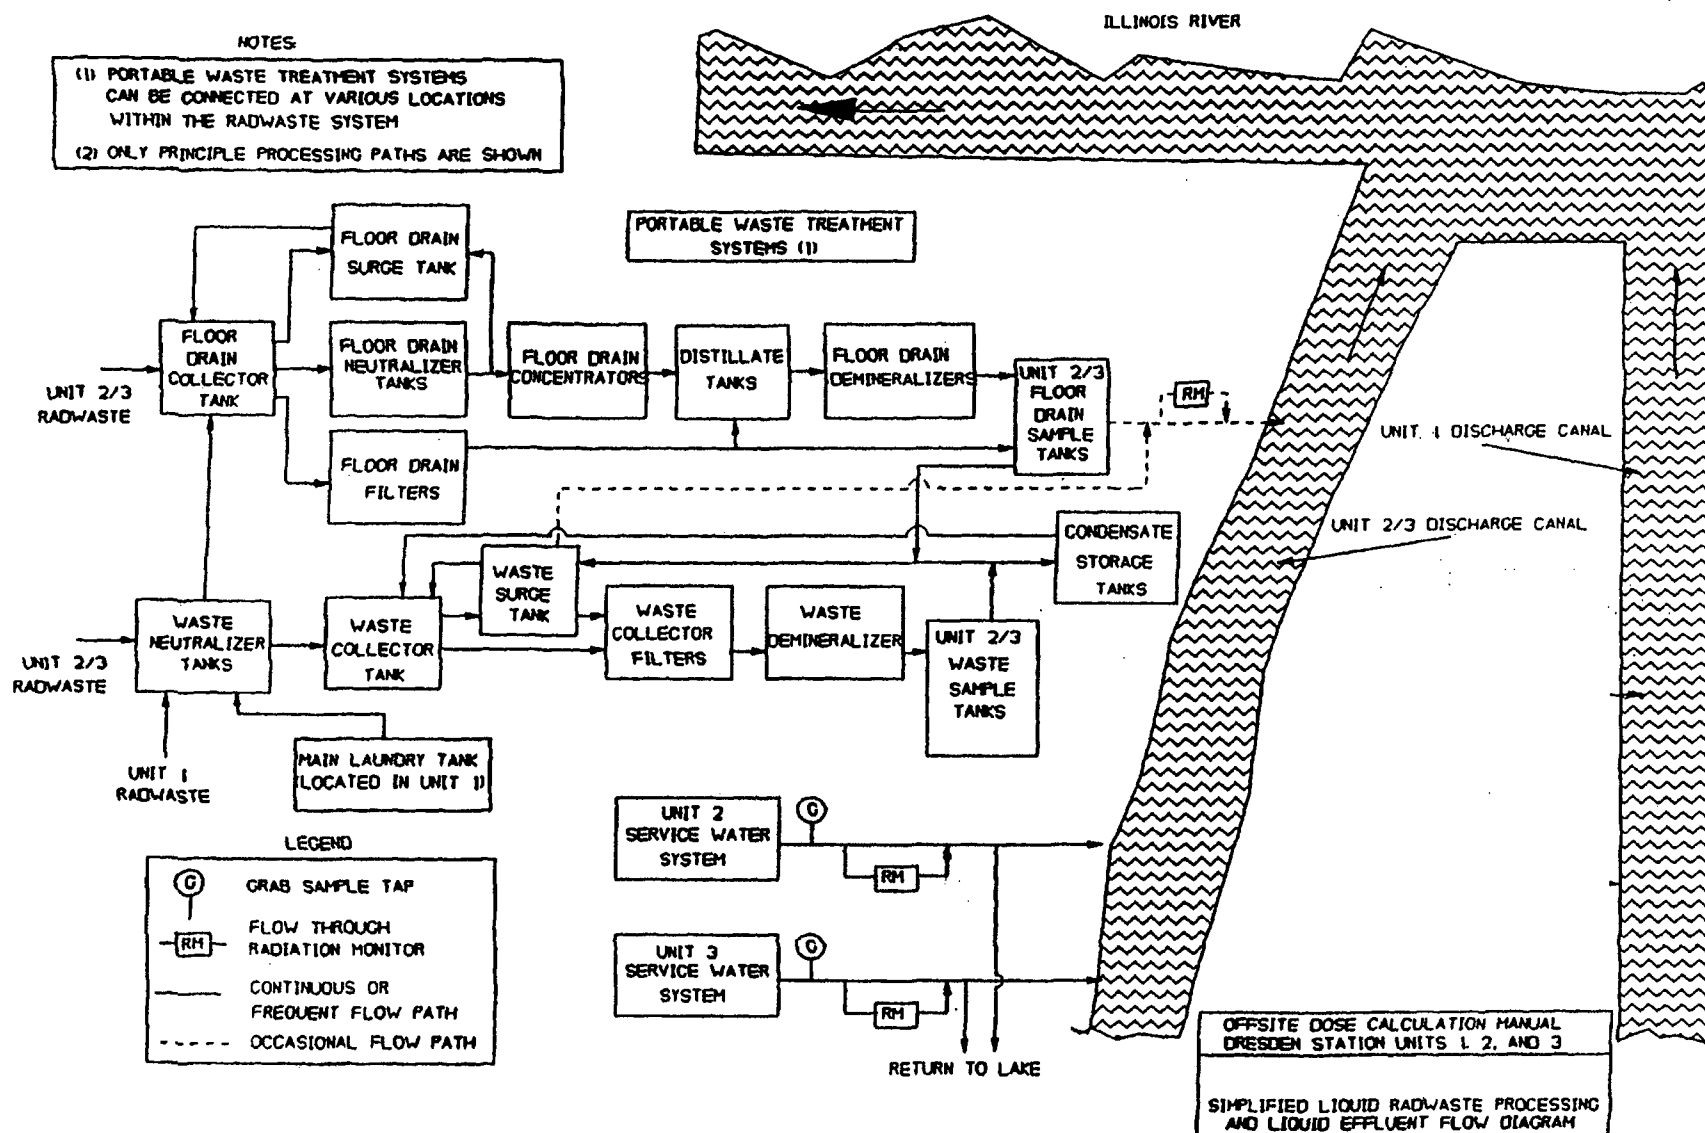 ILLINOIS RIVER
NOTES:
(1) PORTABLE WASTE TREATMENT SYSTEMS
CAN BE CONNECTED AT VARIOUS LOCATIONS
WITHIN THE RADWASTE SYSTEM
(2) ONLY PRINCIPLE PROCESSING PATHS ARE SHOWN
PORTABLE WASTE TREATMENT
SYSTEMS (1)
FLOOR DRAIN
SURGE TANK
FLOOR
DRAIN
COLLECTOR
TANK
UNIT 2/3
RADWASTE
FLOOR DRAIN
NEUTRALIZER
TANKS
FLOOR DRAIN
CONCENTRATORS
DISTILLATE
TANKS
FLOOR DRAIN
DEMINERALIZERS
UNIT 2/3
FLOOR
DRAIN
SAMPLE
TANKS
RM
FLOOR DRAIN
FILTERS
UNIT 1 DISCHARGE CANAL
UNIT 2/3 DISCHARGE CANAL
CONDENSATE
STORAGE
TANKS
WASTE
SURGE
TANK
WASTE
NEUTRALIZER
TANKS
UNIT 2/3
RADWASTE
WASTE
COLLECTOR
TANK
WASTE
COLLECTOR
FILTERS
WASTE
DEMINERALIZER
UNIT 2/3
WASTE
SAMPLE
TANKS
UNIT 1
RADWASTE
MAIN LAUNDRY TANK
(LOCATED IN UNIT 1)
UNIT 2
SERVICE WATER
SYSTEM
G
RM
UNIT 3
SERVICE WATER
SYSTEM
G
RM
RETURN TO LAKE
LEGEND
G
GRAB SAMPLE TAP
RM
FLOW THROUGH
RADIATION MONITOR
CONTINUOUS OR
FREQUENT FLOW PATH
OCCASIONAL FLOW PATH
OFFSITE DOSE CALCULATION MANUAL
DRESDEN STATION UNITS 1, 2, AND 3
SIMPLIFIED LIQUID RADWASTE PROCESSING
AND LIQUID EFFLUENT FLOW DIAGRAM